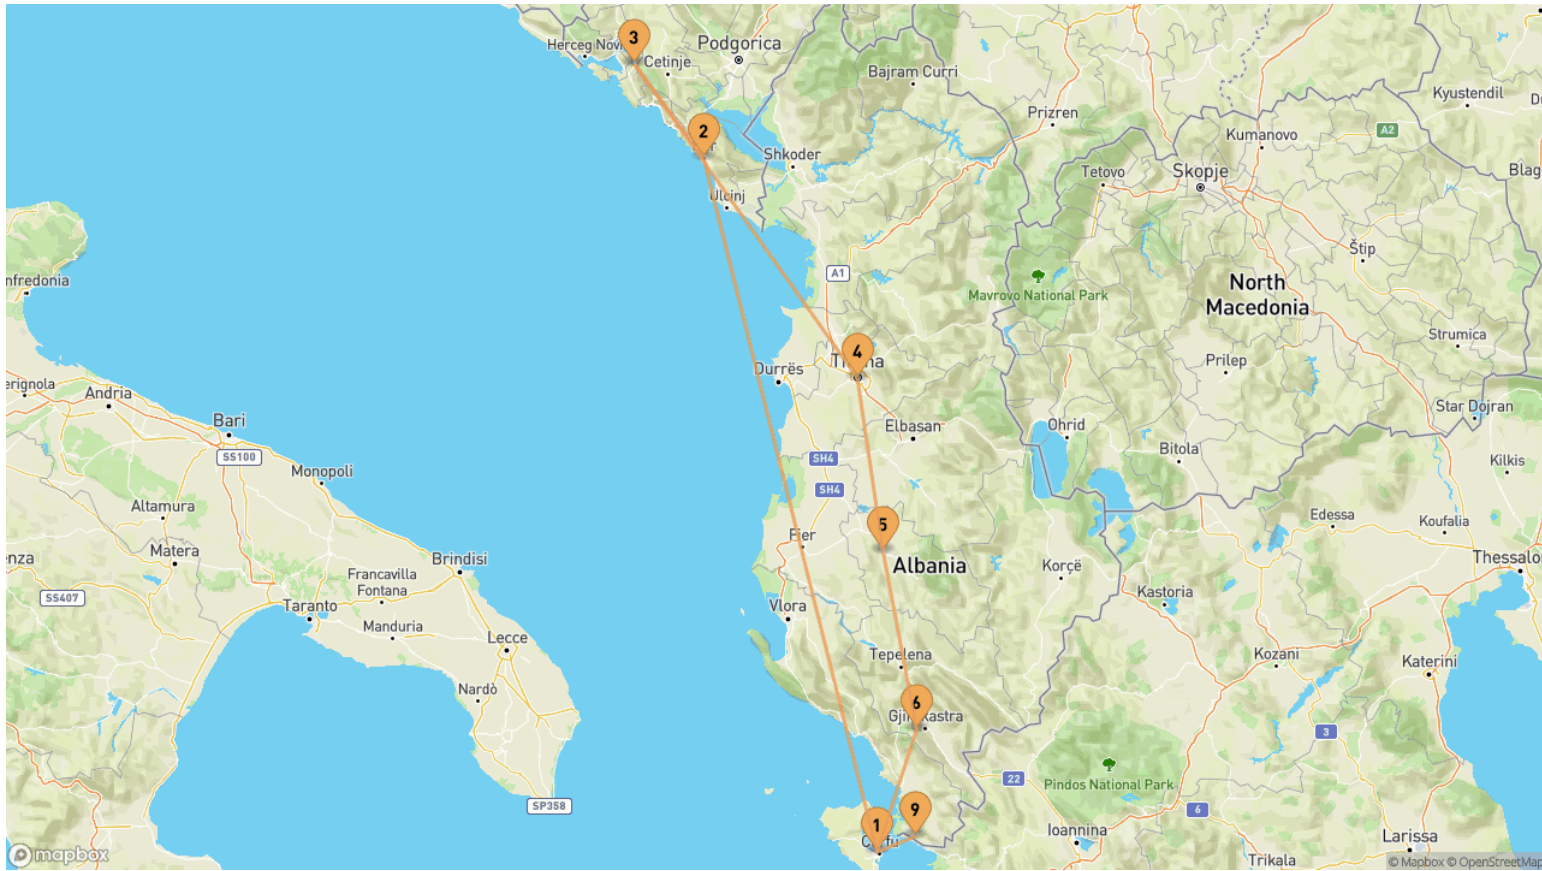 3
Herceg Novi
Podgorica
Cetinje
Bajram Curri
Kyustendil
Prizren
2
A2
Kumanovo
Shkoder
Tetovo
Skopje
Blag
Ulcinj
Štip
A1
nfredonia
Mavrovo National Park
North
Macedonia
Strumica
4
Durrës
Prilep
erignola
Andria
Star Dojran
Bari
Elbasan
Ohrid
Bitola
SS100
SH4
Kilkis
Monopoli
SH4
Altamura
Edessa
Koufalia
5
Fier
Matera
enza
Brindisi
Albania
Korçë
Thessalon
Francavilla
Fontana
Kastoria
SS407
Taranto
Vlora
Manduria
Lecce
Tepelena
Kozani
Katerini
Nardò
6
3
22
Pindos National Park
SP358
9
6
1
Ioannina
Larissa
mapbox
Trikala
© Mapbox © OpenStreetMap